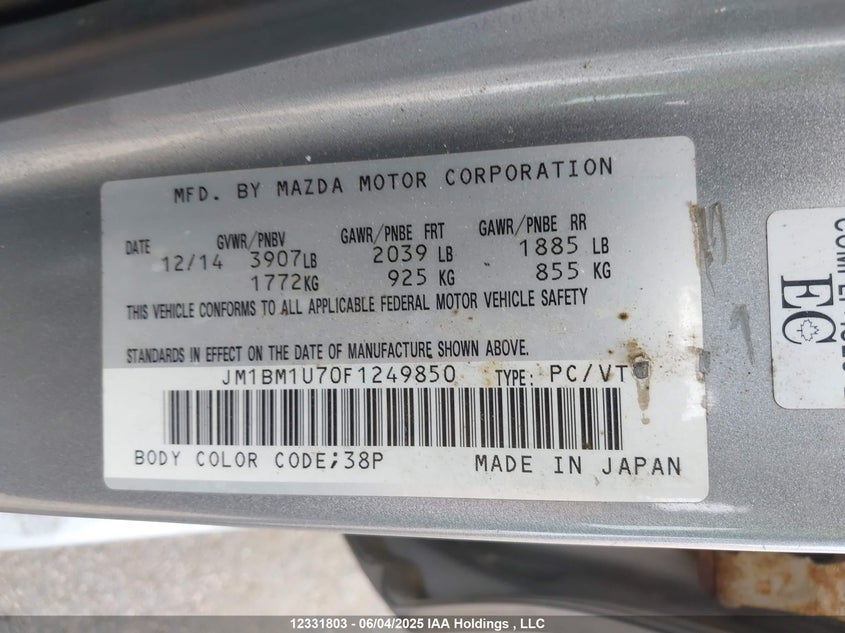 MFD. BY MAZDA MOTOR CORPORATION
DATE GVWR/PNBV GAWR/PNBE FRT GAWR/PNBE RR
12/14 3907LB 2039 LB 1885 LB
1772KG 925 KG 855 KG
THIS VEHICLE CONFORMS TO ALL APPLICABLE FEDERAL MOTOR VEHICLE SAFETY
STANDARDS IN EFFECT ON THE DATE OF MANUFACTURE SHOWN ABOVE.
JM1BM1U70F1249850 TYPE: PC/VT
BODY COLOR CODE;38P MADE IN JAPAN
EC
12331803 - 06/04/2025 IAA Holdings , LLC